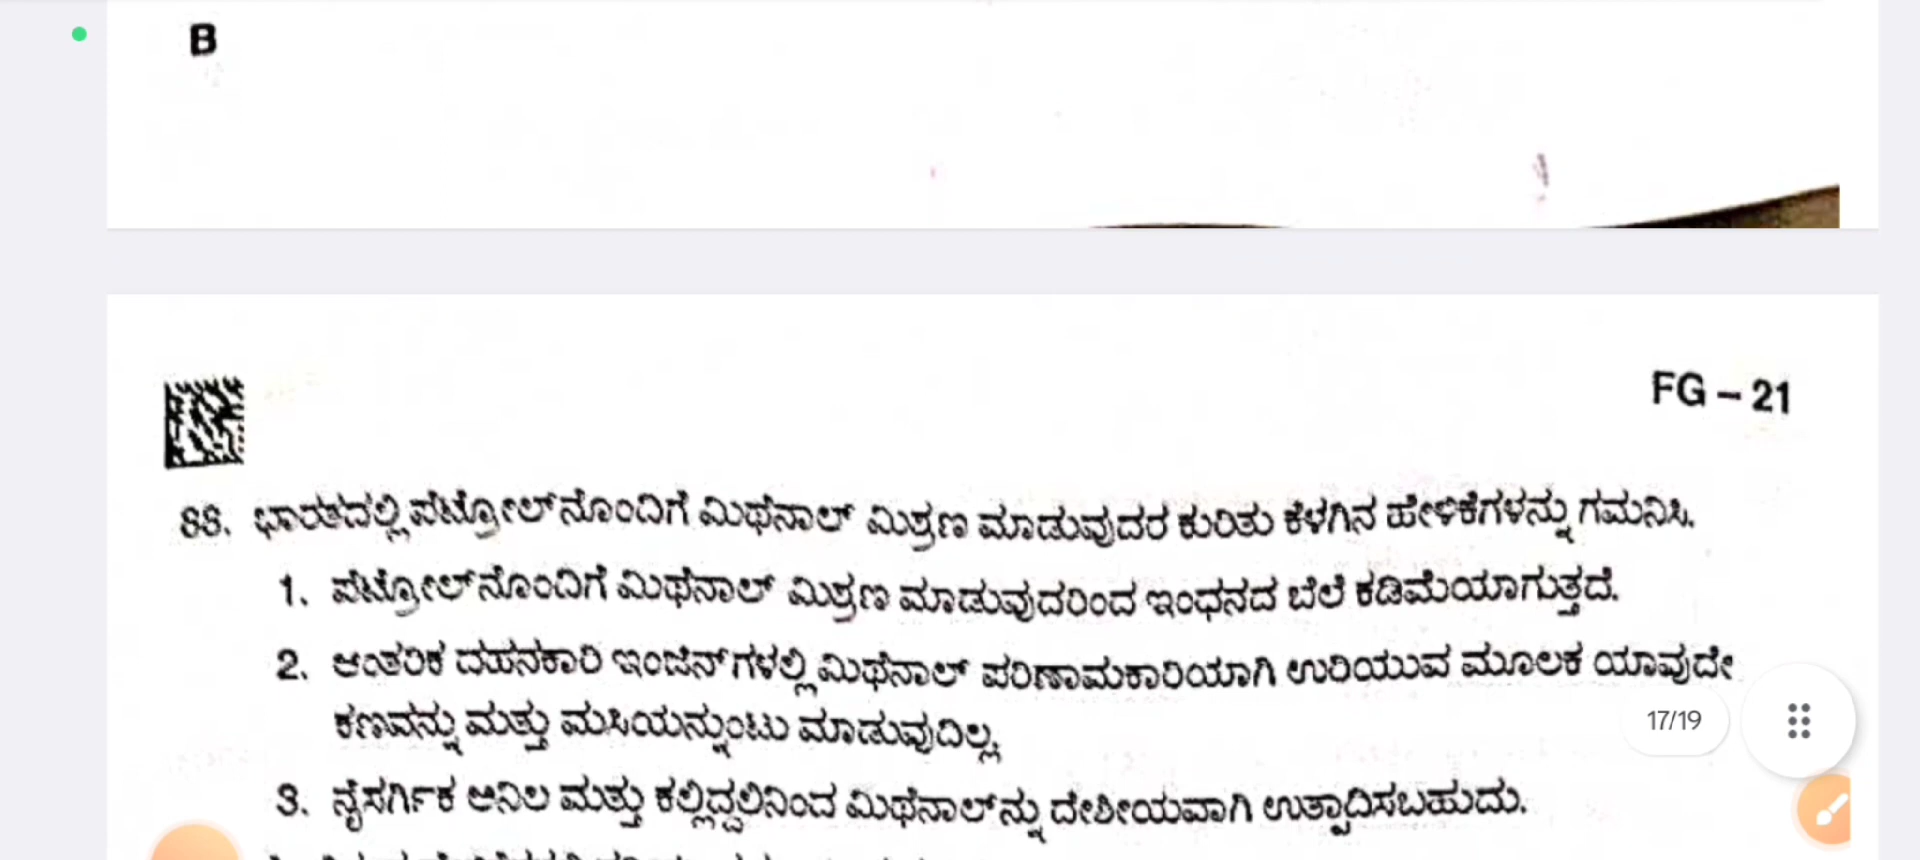 B
FG – 21
88. ಭಾರತದಲ್ಲಿ ಪೆಟ್ರೋಲ್‌ನೊಂದಿಗೆ ಮಿಥೆನಾಲ್ ಮಿಶ್ರಣ ಮಾಡುವುದರ ಕುರಿತು ಕೆಳಗಿನ ಹೇಳಿಕೆಗಳನ್ನು ಗಮನಿಸಿ.
1. ಪೆಟ್ರೋಲ್‌ನೊಂದಿಗೆ ಮಿಥೆನಾಲ್ ಮಿಶ್ರಣ ಮಾಡುವುದರಿಂದ ಇಂಧನದ ಬೆಲೆ ಕಡಿಮೆಯಾಗುತ್ತದೆ.
2. ಆಂತರಿಕ ದಹನಕಾರಿ ಇಂಜಿನ್‌ಗಳಲ್ಲಿ ಮಿಥೆನಾಲ್ ಪರಿಣಾಮಕಾರಿಯಾಗಿ ಉರಿಯುವ ಮೂಲಕ ಯಾವುದೇ
ಕಣವನ್ನು ಮತ್ತು ಮಸಿಯನ್ನುಂಟು ಮಾಡುವುದಿಲ್ಲ.
17/19
3. ನೈಸರ್ಗಿಕ ಅನಿಲ ಮತ್ತು ಕಲ್ಲಿದ್ದಲಿನಿಂದ ಮಿಥೆನಾಲ್‌ನ್ನು ದೇಶೀಯವಾಗಿ ಉತ್ಪಾದಿಸಬಹುದು.